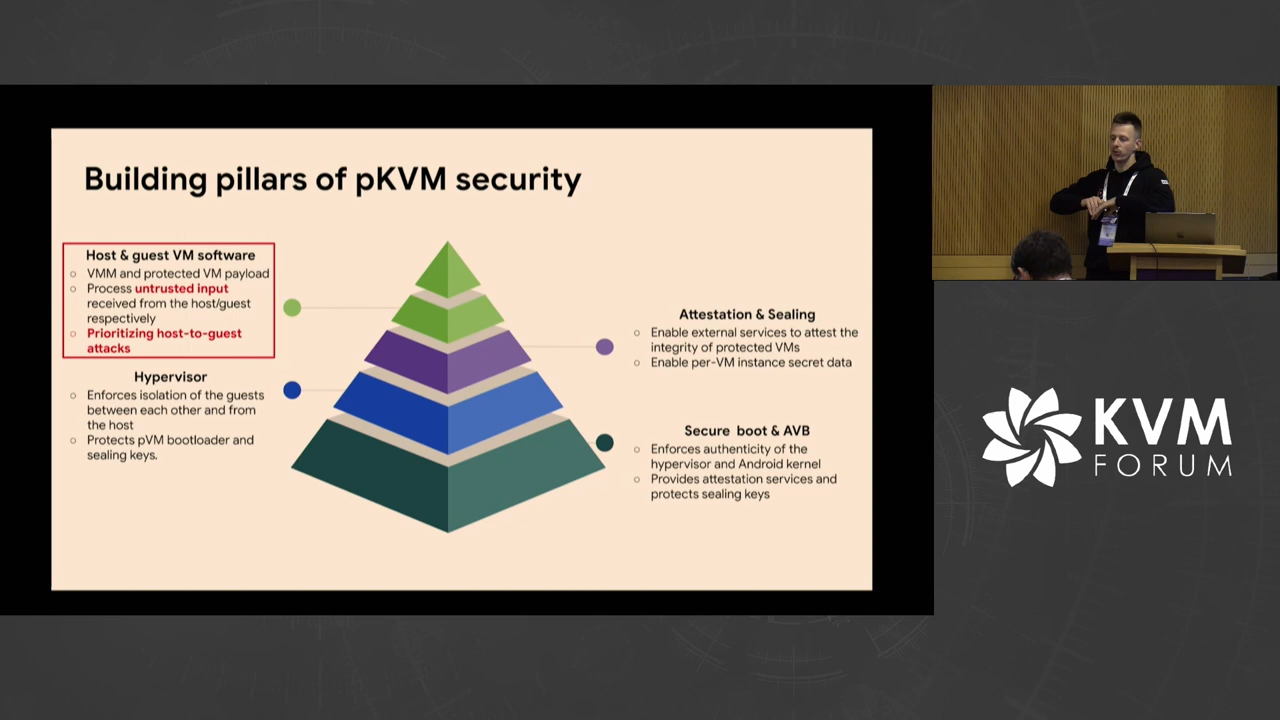 Building pillars of pKVM security
Host & guest VM software
○ VMM and protected VM payload
○ Process untrusted input
received from the host/guest
respectively
○ Prioritizing host-to-guest
attacks
Hypervisor
○ Enforces isolation of the guests
between each other and from
the host
○ Protects pVM bootloader and
sealing keys.
Attestation & Sealing
○ Enable external services to attest the
integrity of protected VMs
○ Enable per-VM instance secret data
Secure boot & AVB
○ Enforces authenticity of the
hypervisor and Android kernel
○ Provides attestation services and
protects sealing keys
KVM
FORUM